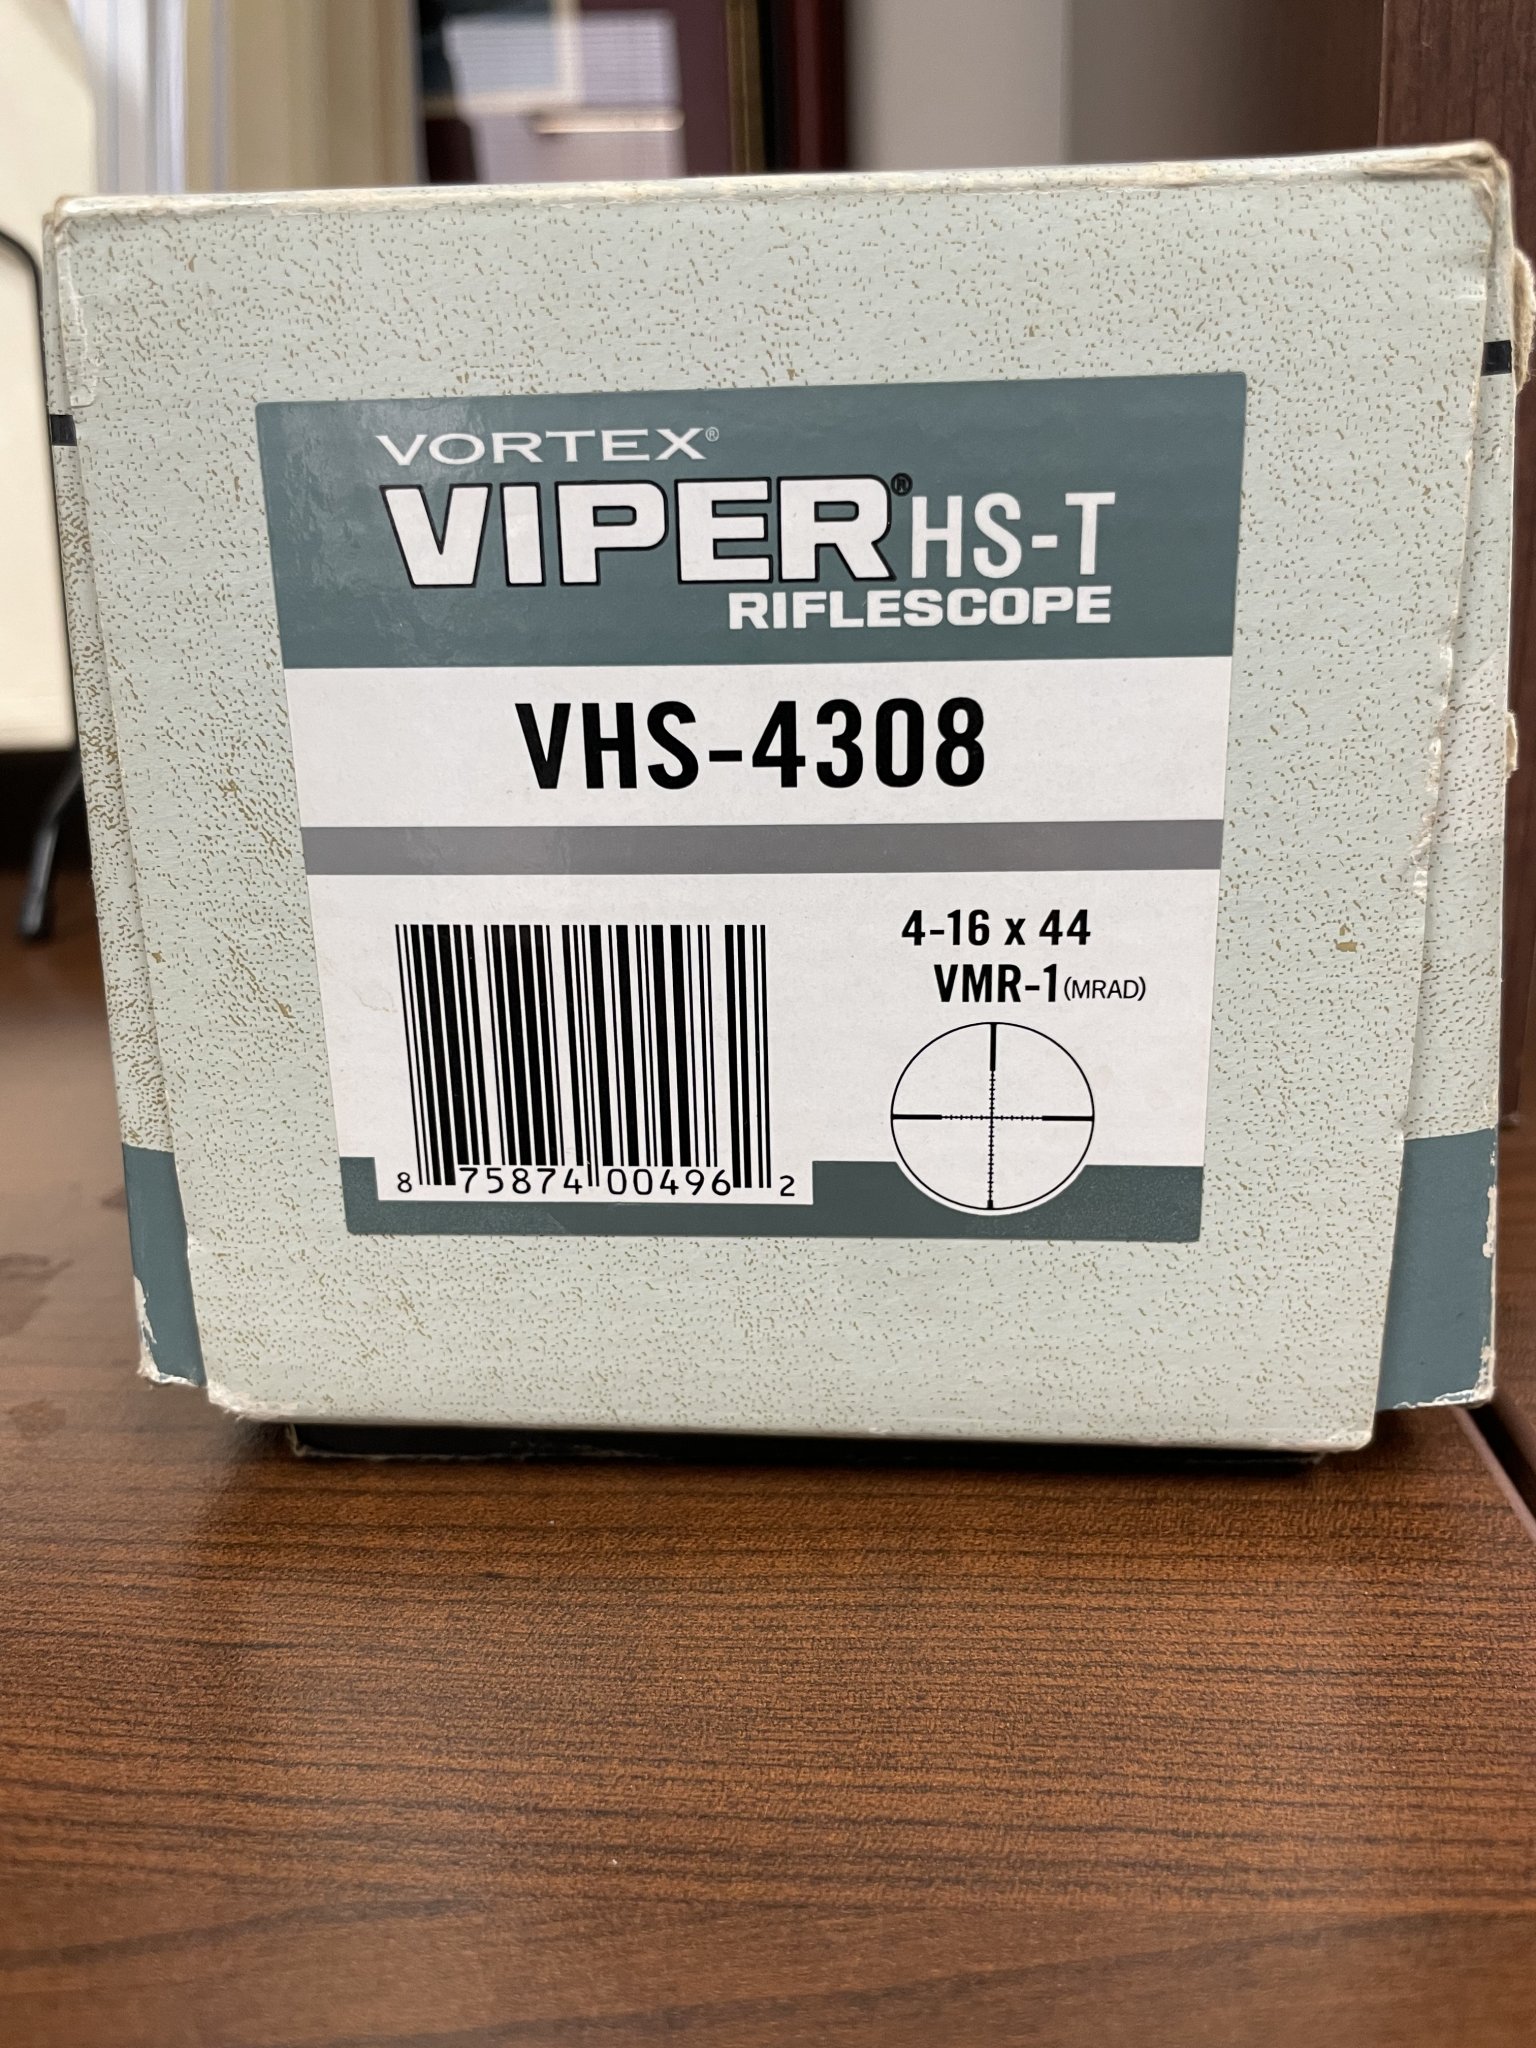 VORTEX®
VIPER® HS-T
RIFLESCOPE
VHS-4308
4-16 x 44
VMR-1 (MRAD)
8 75874 00496 2